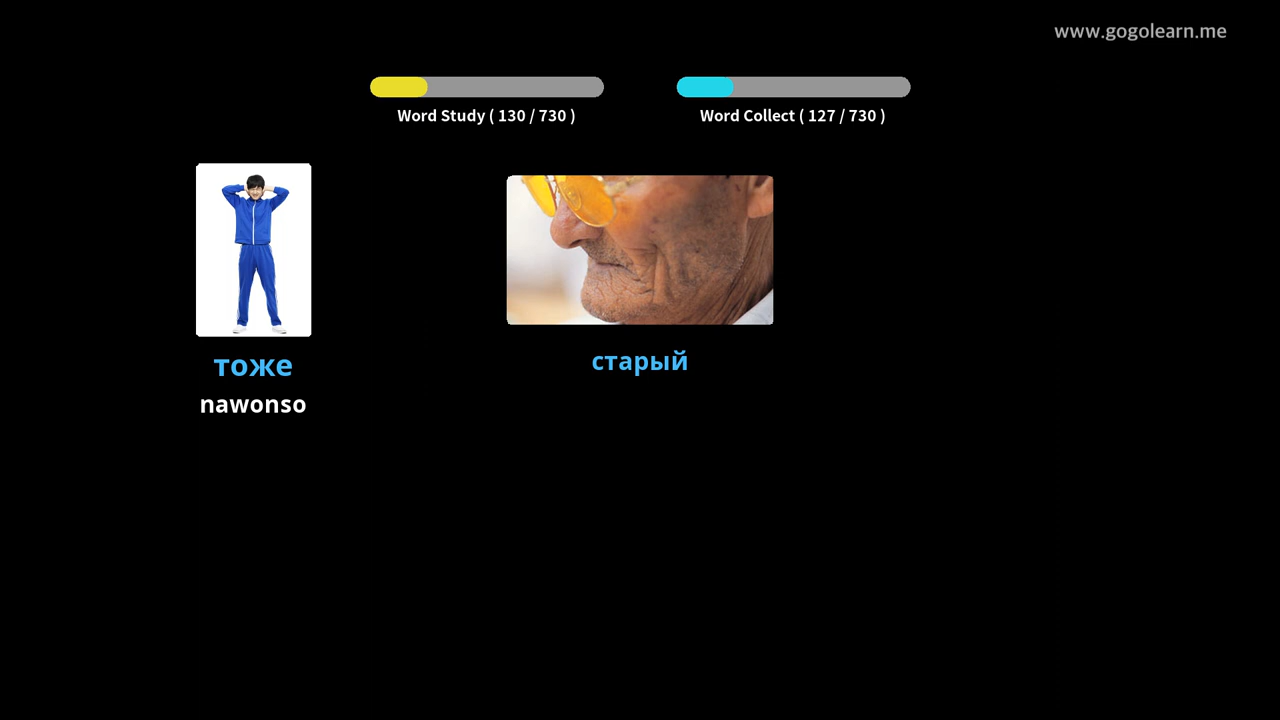 www.gogolearn.me
Word Study ( 130 / 730 )
Word Collect ( 127 / 730 )
тоже
nawonso
старый